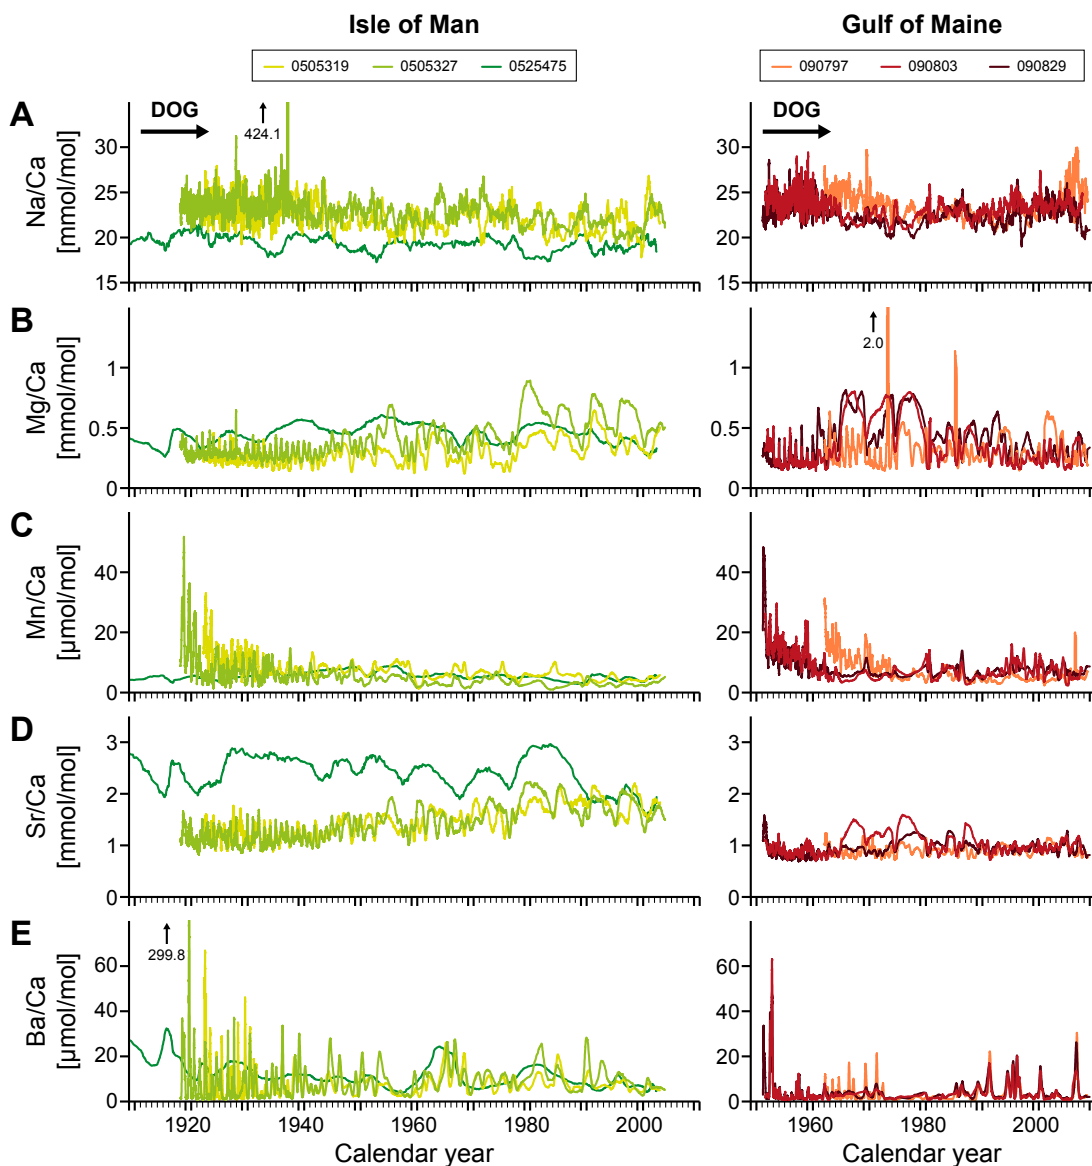 Isle of Man
Gulf of Maine
0505319 0505327 0525475
090797 090803 090829
A
DOG
424.1
DOG
Na/Ca
[mmol/mol]
30
25
20
15
30
25
20
15
B
2.0
Mg/Ca
[mmol/mol]
1
0.5
0
1
0.5
0
C
Mn/Ca
[µmol/mol]
40
20
0
40
20
0
D
Sr/Ca
[mmol/mol]
3
2
1
0
3
2
1
0
E
299.8
Ba/Ca
[µmol/mol]
60
40
20
0
60
40
20
0
1920 1940 1960 1980 2000
1960 1980 2000
Calendar year
Calendar year